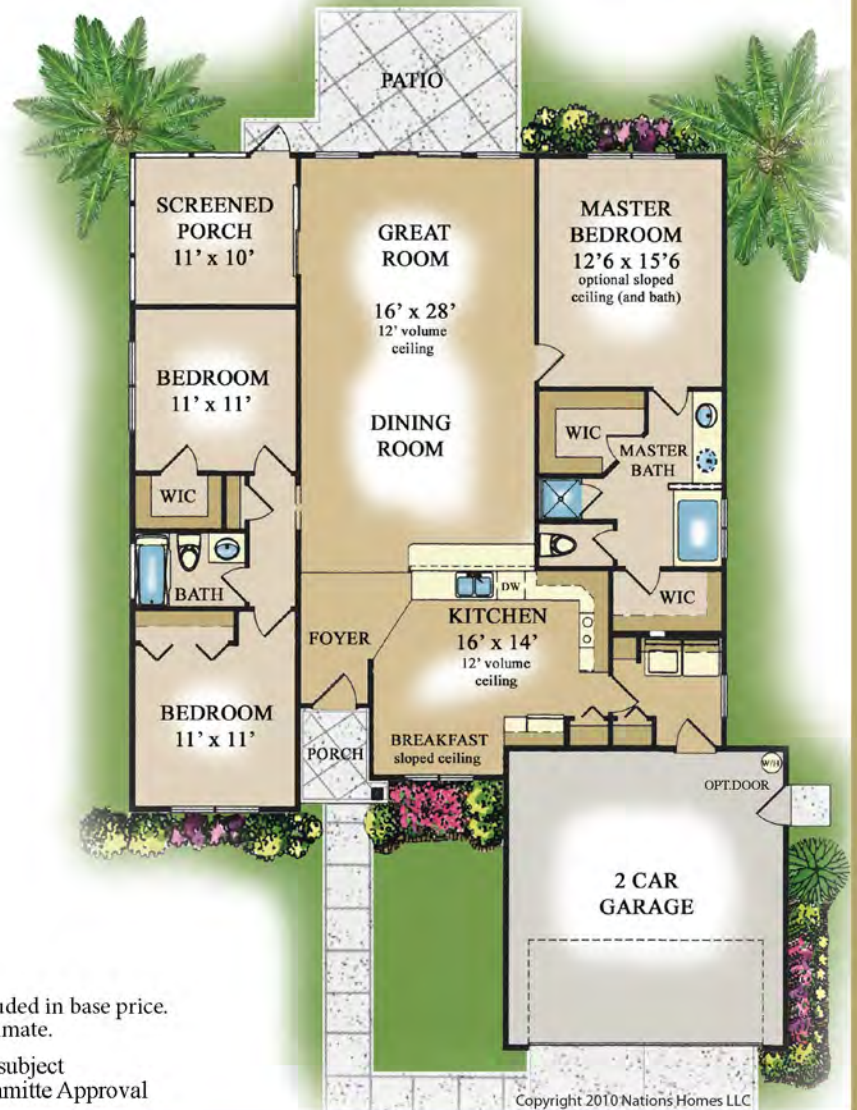 PATIO
SCREENED
PORCH
11' x 10'
GREAT
ROOM
16' x 28'
12' volume
ceiling
MASTER
BEDROOM
12'6 x 15'6
optional sloped
ceiling (and bath)
BEDROOM
11' x 11'
DINING
ROOM
WIC
MASTER
BATH
WIC
BATH
DW
WIC
KITCHEN
16' x 14'
12' volume
ceiling
FOYER
BEDROOM
11' x 11'
PORCH
BREAKFAST
sloped ceiling
W/H
OPT.DOOR
2 CAR
GARAGE
in base price.
subject
Approval
Copyright 2010 Nations Homes LLC